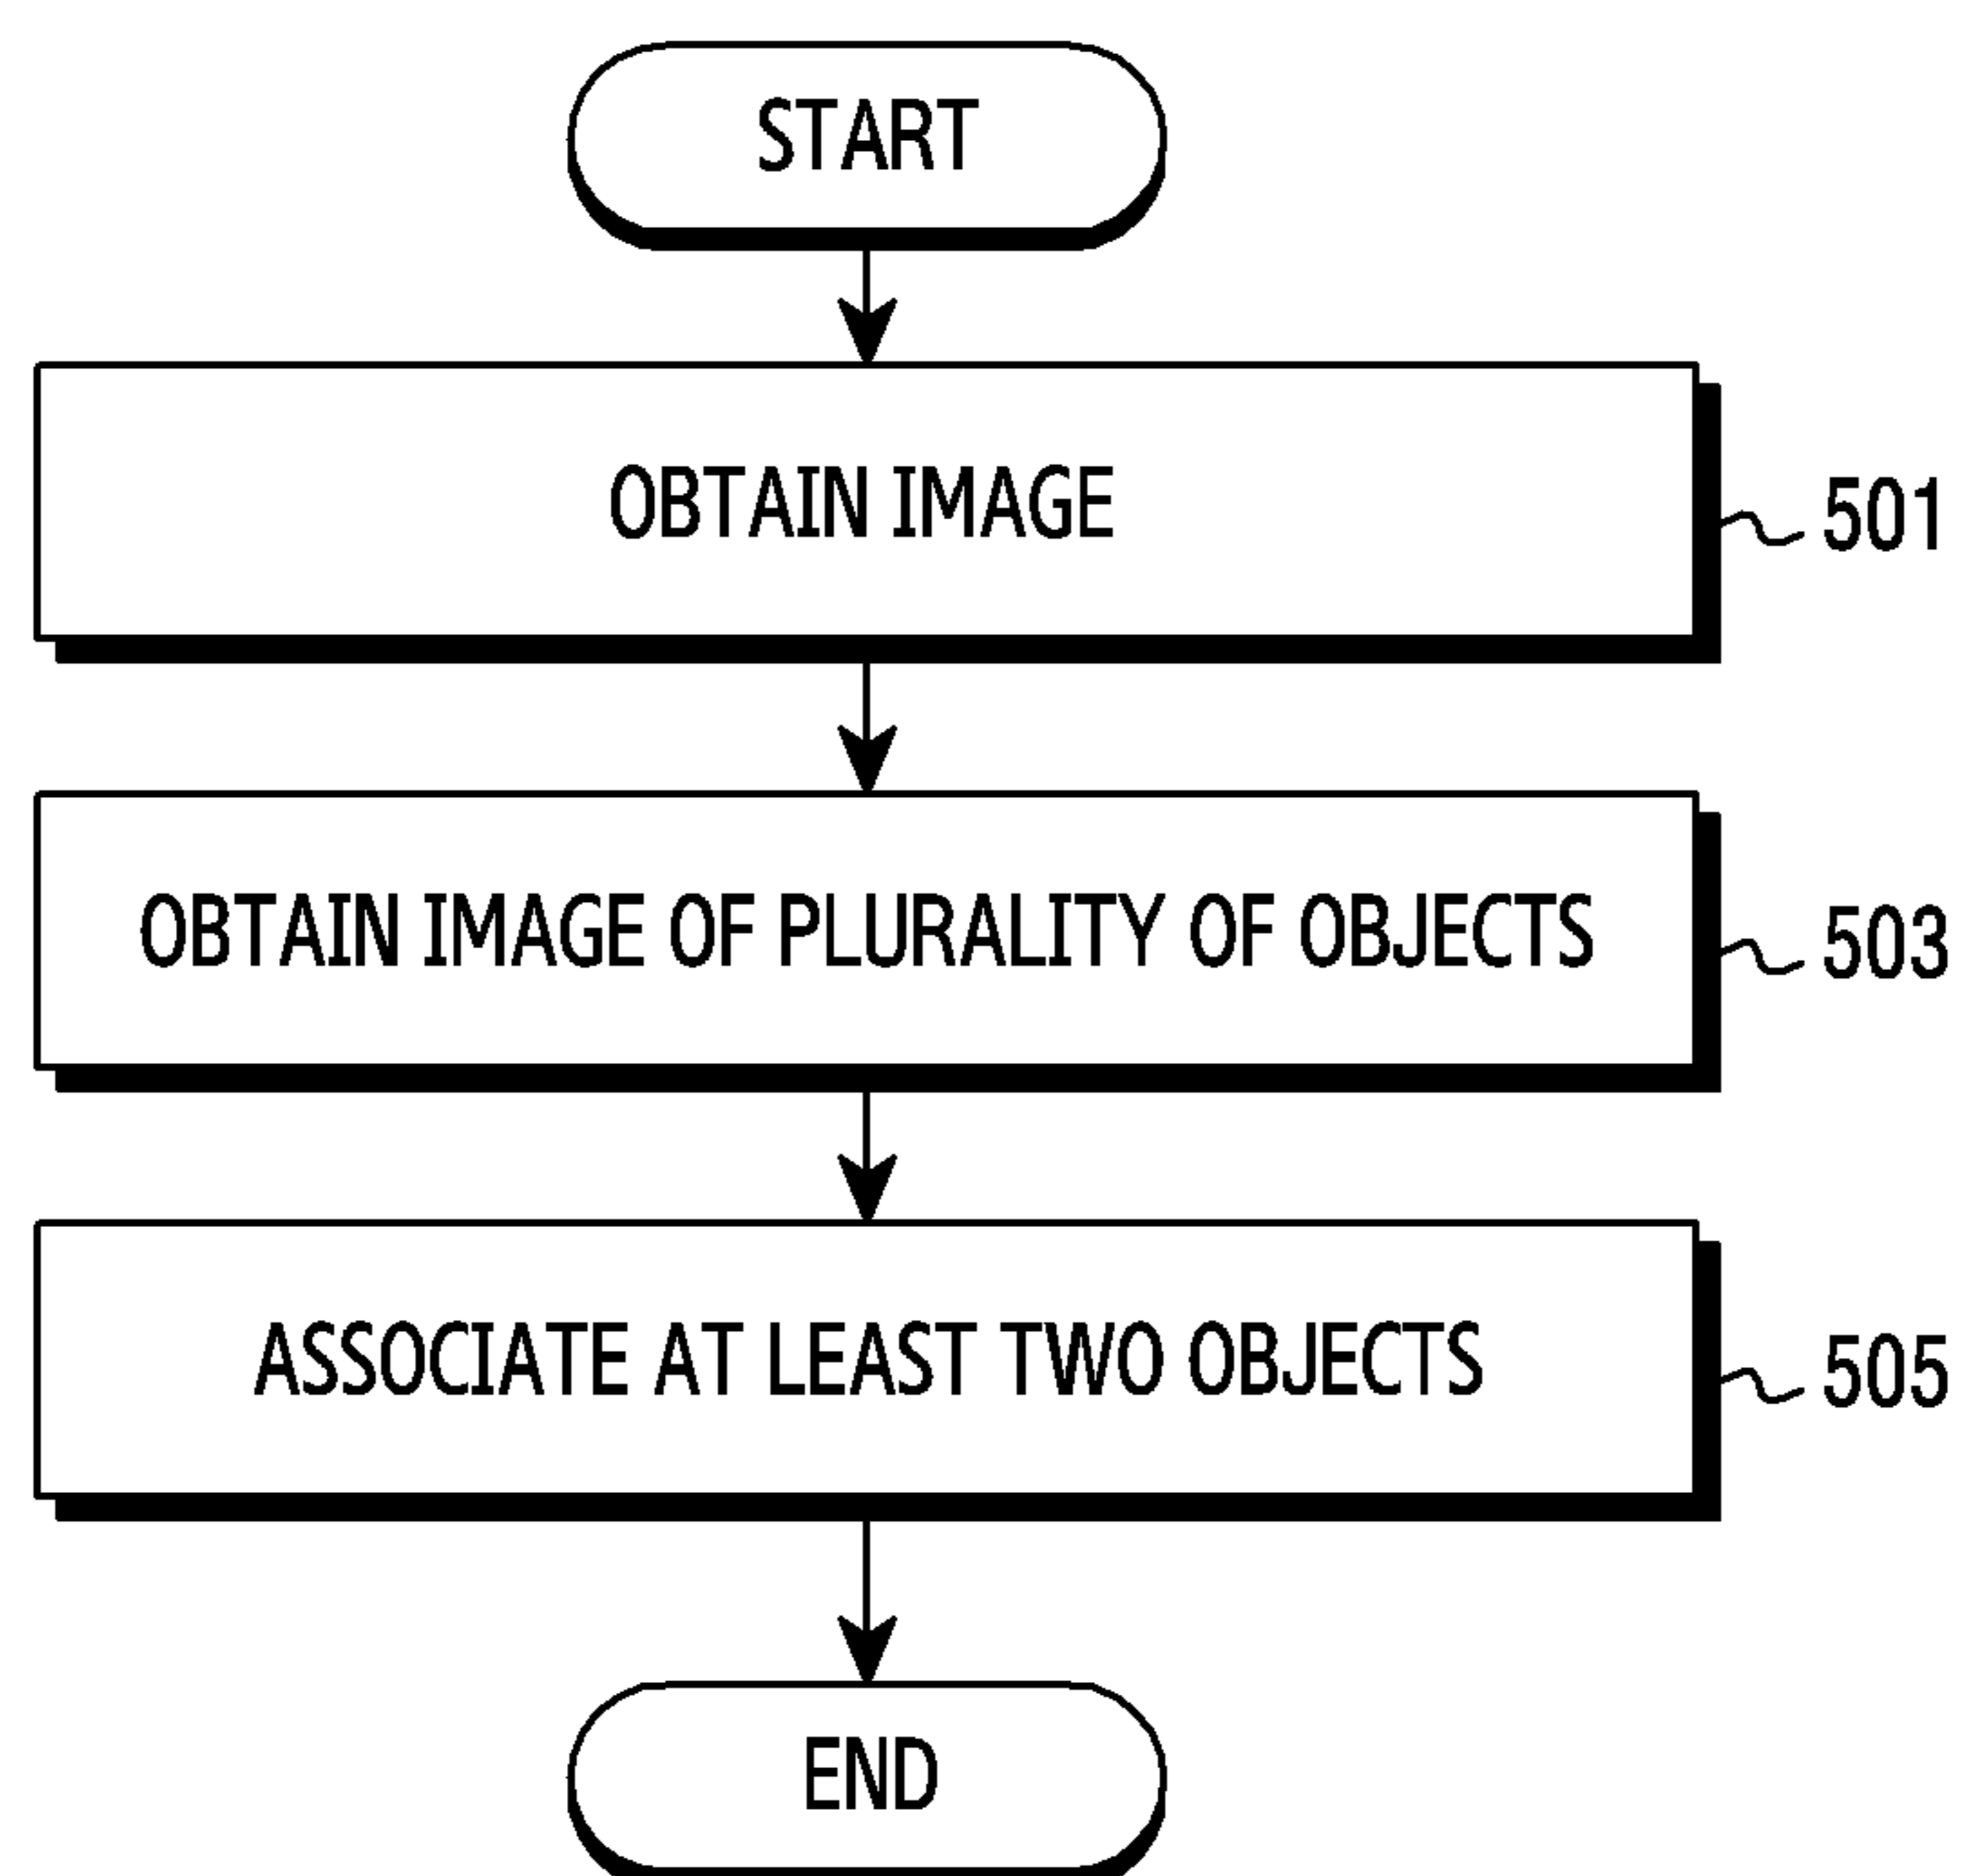 START
OBTAIN IMAGE
501
OBTAIN IMAGE OF PLURALITY OF OBJECTS
503
ASSOCIATE AT LEAST TWO OBJECTS
505
END